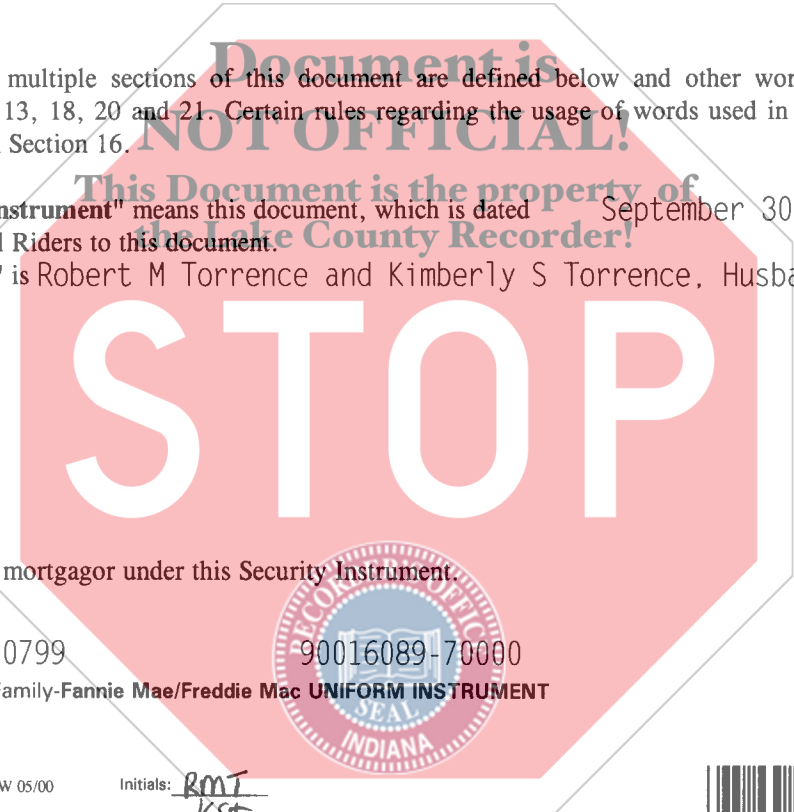 Document is
multiple sections of this document are defined below and other wor
13, 18, 20 and 21. Certain rules regarding the usage of words used in
Section 16.
NOT OFFICIAL!
This Document is the property of
nstrument" means this document, which is dated September 30
the Lake County Recorder!
l Riders to this document.
" is Robert M Torrence and Kimberly S Torrence, Husba
STOP
mortgagor under this Security Instrument.
RECORDER'S OFFICE
0799 90016089-70000
Family-Fannie Mae/Freddie Mac UNIFORM INSTRUMENT
SEAL
INDIANA
W 05/00 Initials: RMT
KST